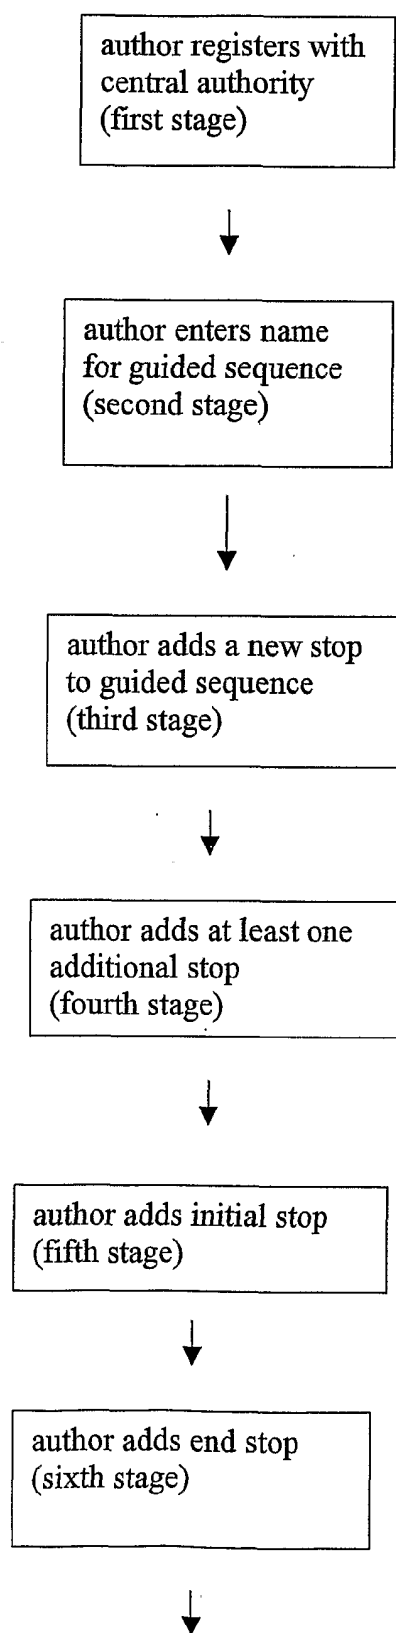 author registers with
central authority
(first stage)
author enters name
for guided sequence
(second stage)
author adds a new stop
to guided sequence
(third stage)
author adds at least one
additional stop
(fourth stage)
author adds initial stop
(fifth stage)
author adds end stop
(sixth stage)